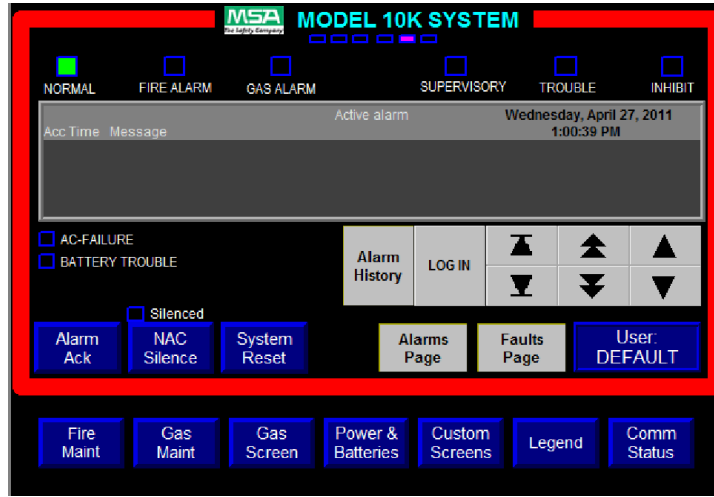 MSA MODEL 10K SYSTEM
The Safety Company
NORMAL FIRE ALARM GAS ALARM SUPERVISORY TROUBLE INHIBIT
Active alarm Wednesday, April 27, 2011
Acc Time Message 1:00:39 PM
AC-FAILURE
BATTERY TROUBLE
Alarm
History
LOG IN
Silenced
Alarm
Ack
NAC
Silence
System
Reset
Alarms
Page
Faults
Page
User:
DEFAULT
Fire
Maint
Gas
Maint
Gas
Screen
Power &
Batteries
Custom
Screens
Legend
Comm
Status